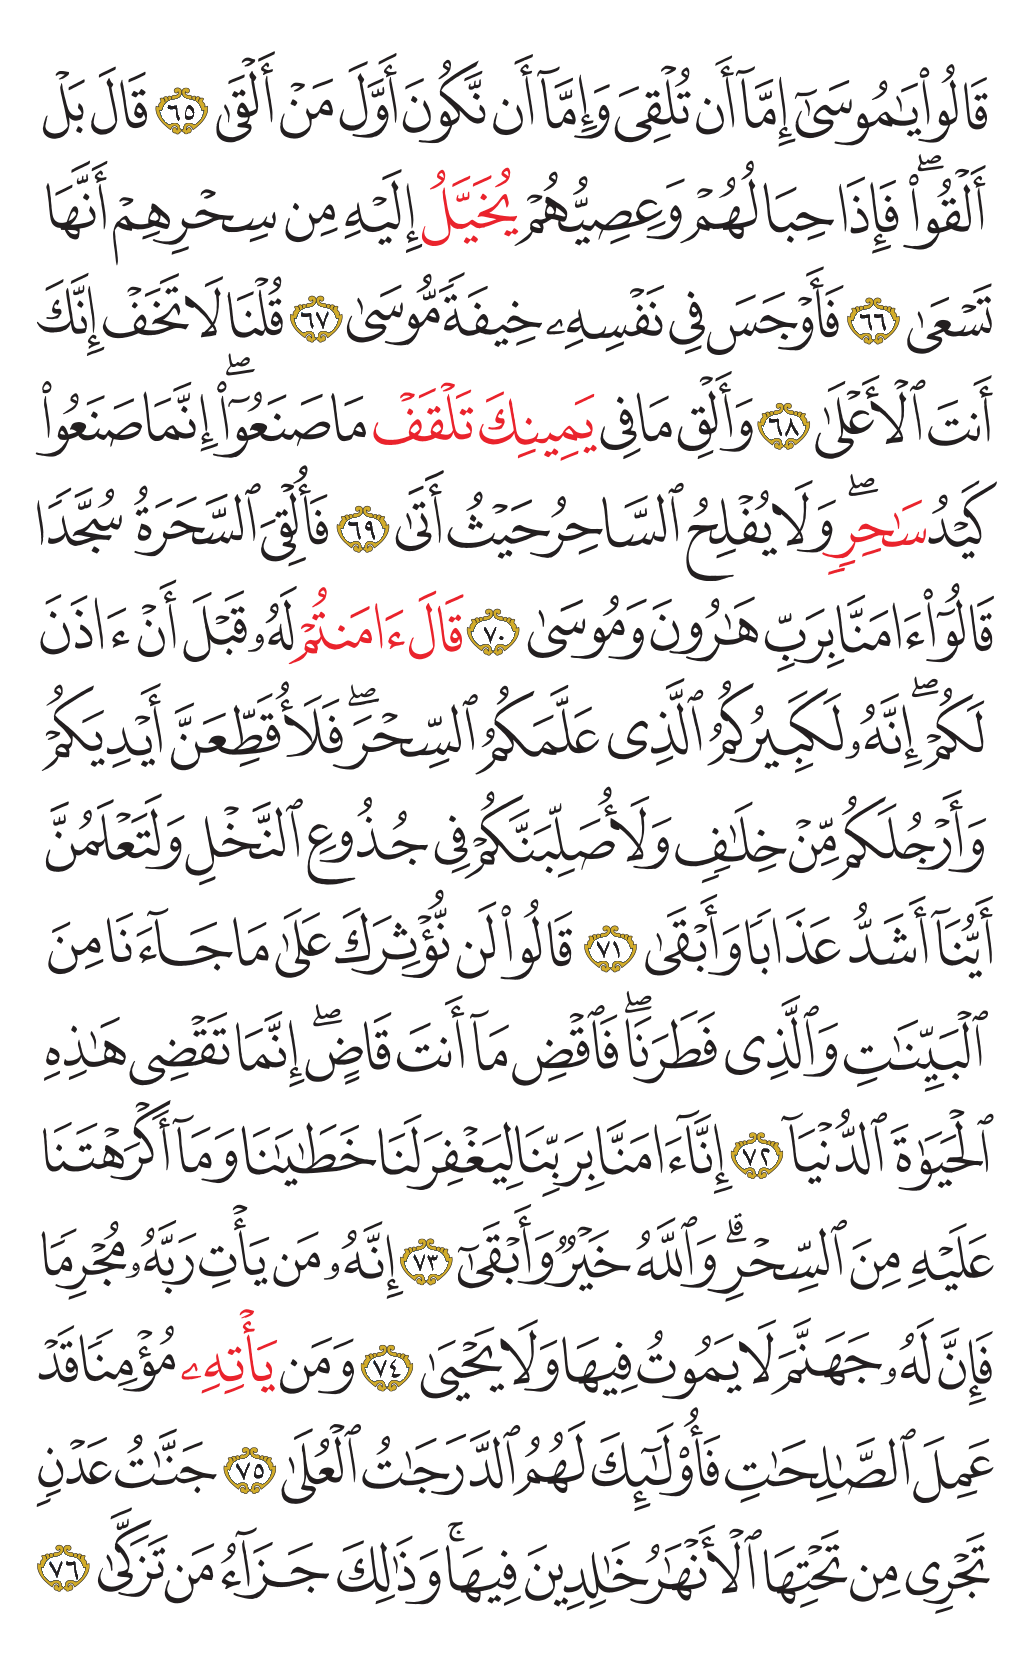 قَالُوا۟ يَـٰمُوسَىٰٓ إِمَّآ أَن تُلْقِىَ وَإِمَّآ أَن نَّكُونَ أَوَّلَ مَنْ أَلْقَىٰ ٦٥ قَالَ بَلْ
أَلْقُوا۟ۖ فَإِذَا حِبَالُهُمْ وَعِصِيُّهُمْ يُخَيَّلُ إِلَيْهِ مِن سِحْرِهِمْ أَنَّهَا
تَسْعَىٰ ٦٦ فَأَوْجَسَ فِى نَفْسِهِۦ خِيفَةً مُّوسَىٰ ٦٧ قُلْنَا لَا تَخَفْ إِنَّكَ
أَنتَ ٱلْأَعْلَىٰ ٦٨ وَأَلْقِ مَا فِى يَمِينِكَ تَلْقَفْ مَا صَنَعُوٓا۟ۖ إِنَّمَا صَنَعُوا۟
كَيْدُ سَـٰحِرٍۖ وَلَا يُفْلِحُ ٱلسَّاحِرُ حَيْثُ أَتَىٰ ٦٩ فَأُلْقِىَ ٱلسَّحَرَةُ سُجَّدًا
قَالُوٓا۟ ءَامَنَّا بِرَبِّ هَـٰرُونَ وَمُوسَىٰ ٧٠ قَالَ ءَامَنتُمْ لَهُۥ قَبْلَ أَنْ ءَاذَنَ
لَكُمْۖ إِنَّهُۥ لَكَبِيرُكُمُ ٱلَّذِى عَلَّمَكُمُ ٱلسِّحْرَۖ فَلَأُقَطِّعَنَّ أَيْدِيَكُمْ
وَأَرْجُلَكُم مِّنْ خِلَـٰفٍ وَلَأُصَلِّبَنَّكُمْ فِى جُذُوعِ ٱلنَّخْلِ وَلَتَعْلَمُنَّ
أَيُّنَآ أَشَدُّ عَذَابًا وَأَبْقَىٰ ٧١ قَالُوا۟ لَن نُّؤْثِرَكَ عَلَىٰ مَا جَآءَنَا مِنَ
ٱلْبَيِّنَـٰتِ وَٱلَّذِى فَطَرَنَاۖ فَٱقْضِ مَآ أَنتَ قَاضٍۖ إِنَّمَا تَقْضِى هَـٰذِهِ
ٱلْحَيَوٰةَ ٱلدُّنْيَآ ٧٢ إِنَّآ ءَامَنَّا بِرَبِّنَا لِيَغْفِرَ لَنَا خَطَـٰيَـٰنَا وَمَآ أَكْرَهْتَنَا
عَلَيْهِ مِنَ ٱلسِّحْرِۗ وَٱللَّهُ خَيْرٌ وَأَبْقَىٰٓ ٧٣ إِنَّهُۥ مَن يَأْتِ رَبَّهُۥ مُجْرِمًا
فَإِنَّ لَهُۥ جَهَنَّمَ لَا يَمُوتُ فِيهَا وَلَا يَحْيَىٰ ٧٤ وَمَن يَأْتِهِۦ مُؤْمِنًا قَدْ
عَمِلَ ٱلصَّـٰلِحَـٰتِ فَأُو۟لَـٰٓئِكَ لَهُمُ ٱلدَّرَجَـٰتُ ٱلْعُلَىٰ ٧٥ جَنَّـٰتُ عَدْنٍ
تَجْرِى مِن تَحْتِهَا ٱلْأَنْهَـٰرُ خَـٰلِدِينَ فِيهَاۚ وَذَٰلِكَ جَزَآءُ مَن تَزَكَّىٰ ٧٦